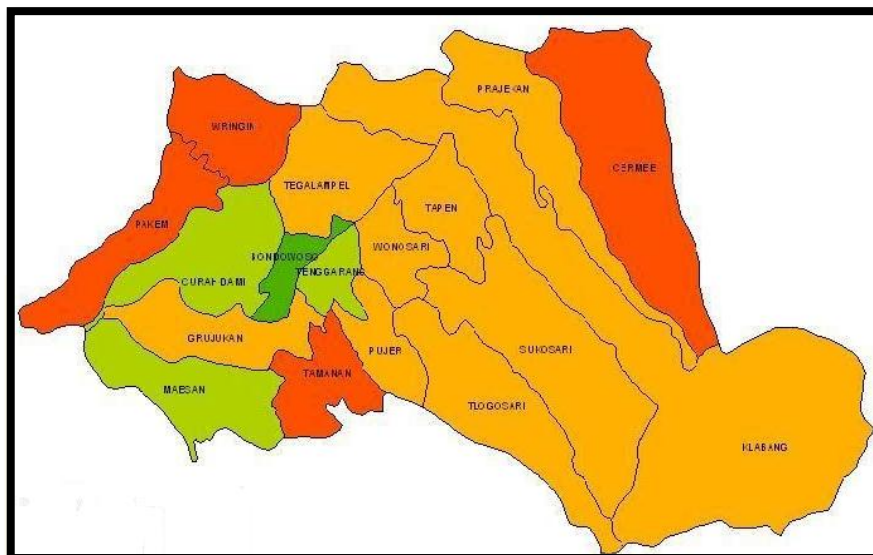 PRAJEKAN
WRINGIN
CERMEE
TEGALAMPEL
TAPEN
PAKEM
BONDOWOSO
WONOSARI
TENGGARANG
CURAHDAMI
GRUJUKAN
PUJER
SUKOSARI
TAMANAN
MAESAN
TLOGOSARI
KLABANG